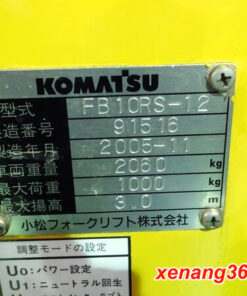 KOMATSU
型式 FB10RS-12
製造番号 91516
製造年月 2005-11
車両重量 2060 kg
最大荷重 1000 kg
最大揚高 3.0 m
小松フォークリフト株式会社
調整モードの設定
U0:パワー設定
U1:ニュートラル回生
xenang36